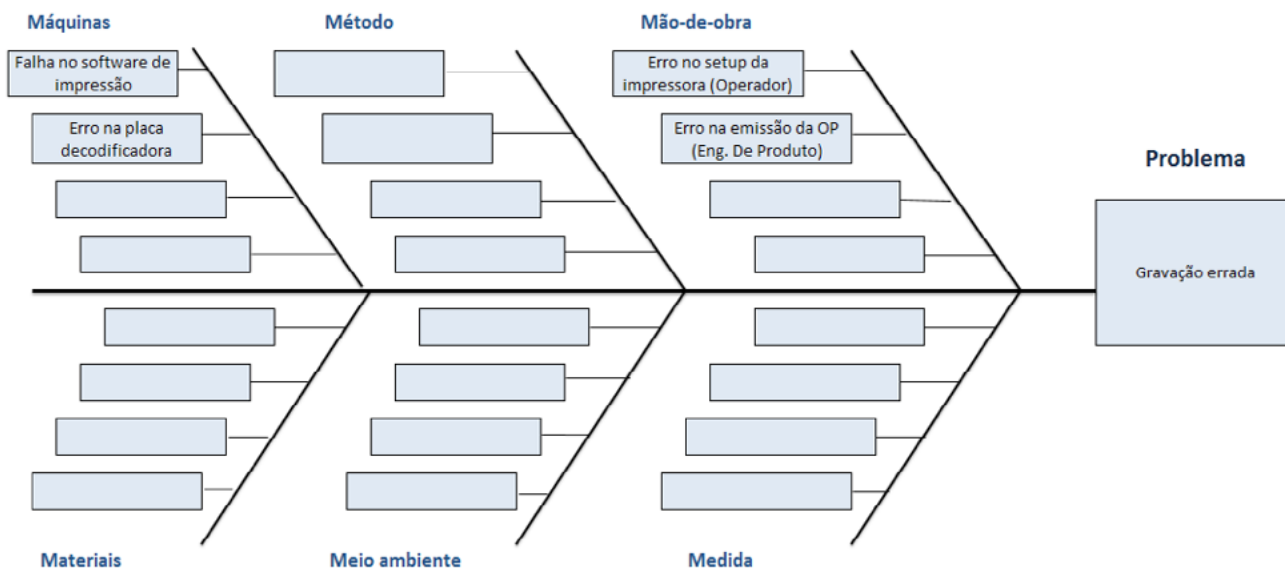 Máquinas
Método
Mão-de-obra
Falha no software de
impressão
Erro no setup da
impressora (Operador)
Erro na placa
decodificadora
Erro na emissão da OP
(Eng. De Produto)
Problema
Gravação errada
Materiais
Meio ambiente
Medida